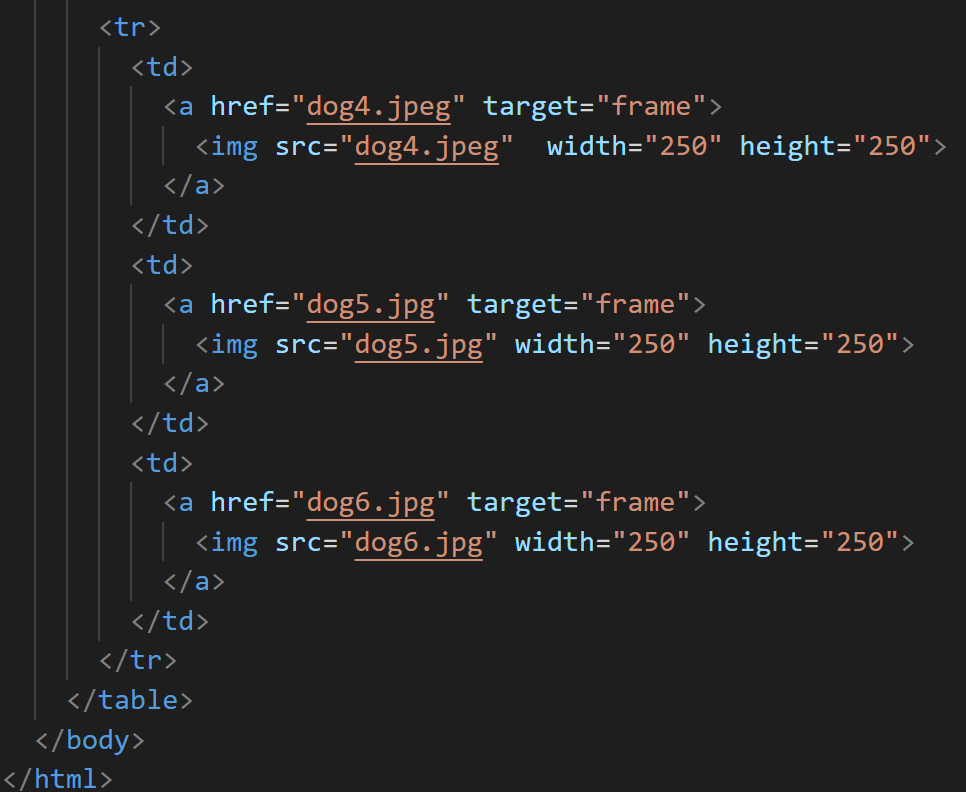 <tr>
<td>
<a href="dog4.jpeg" target="frame">
<img src="dog4.jpeg"  width="250" height="250">
</a>
</td>
<td>
<a href="dog5.jpg" target="frame">
<img src="dog5.jpg" width="250" height="250">
</a>
</td>
<td>
<a href="dog6.jpg" target="frame">
<img src="dog6.jpg" width="250" height="250">
</a>
</td>
</tr>
</table>
</body>
</html>